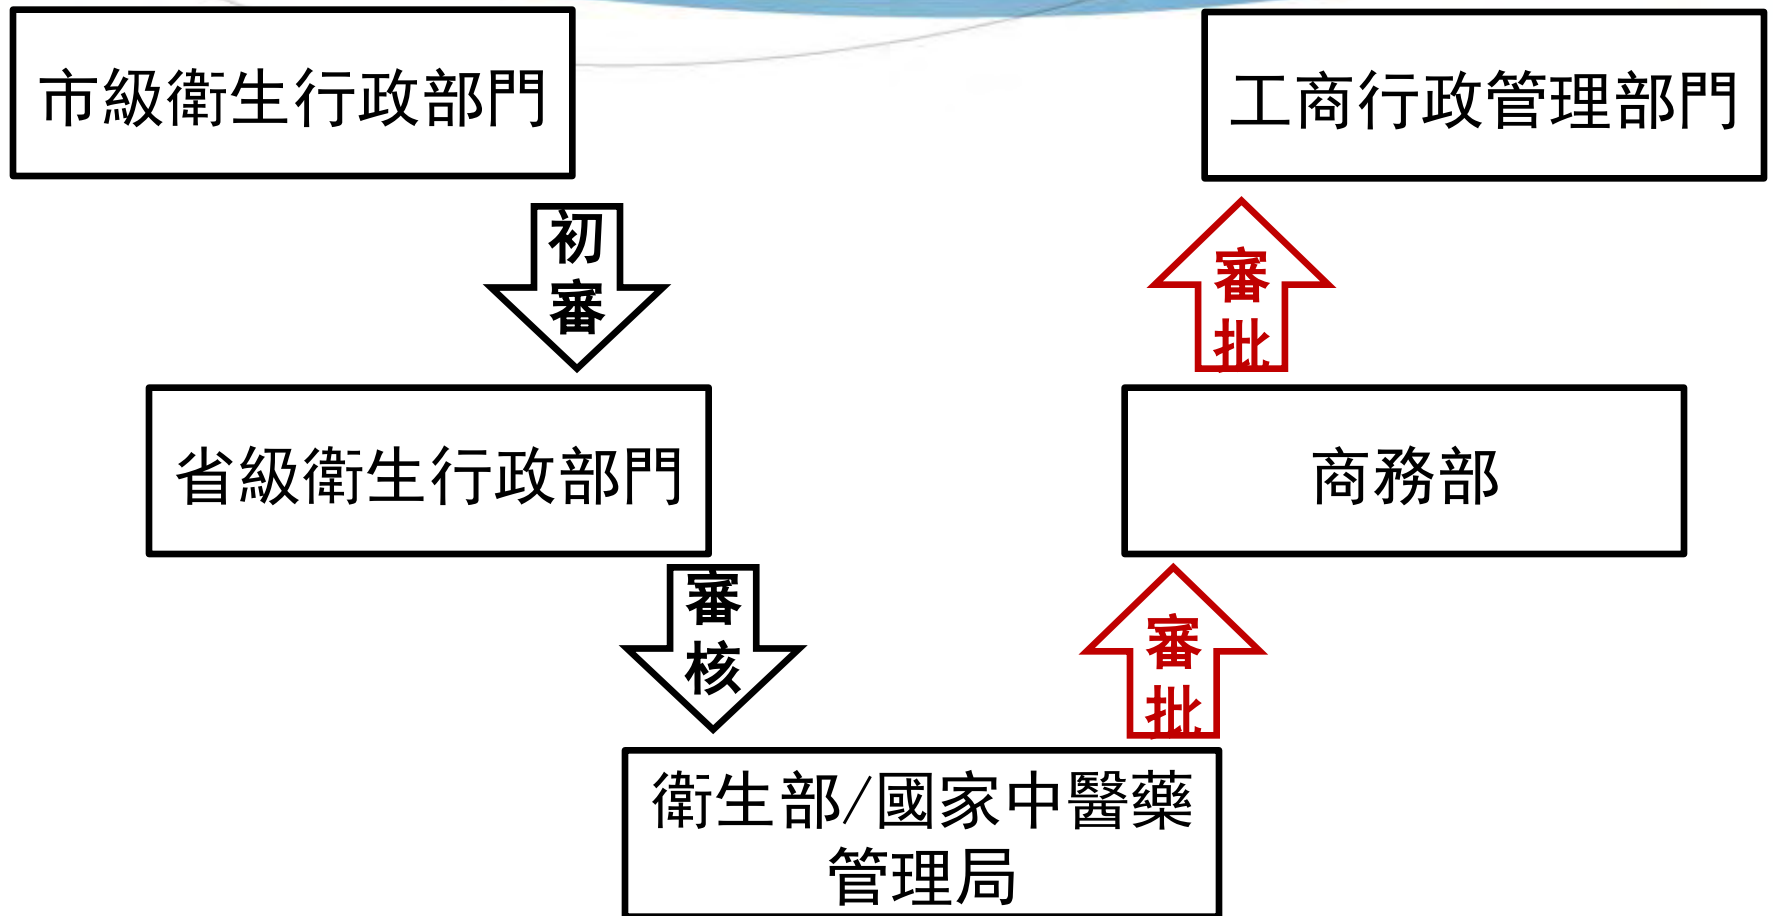 市級衛生行政部門
工商行政管理部門
初
審
審
批
省級衛生行政部門
商務部
審
核
審
批
衛生部/國家中醫藥
管理局